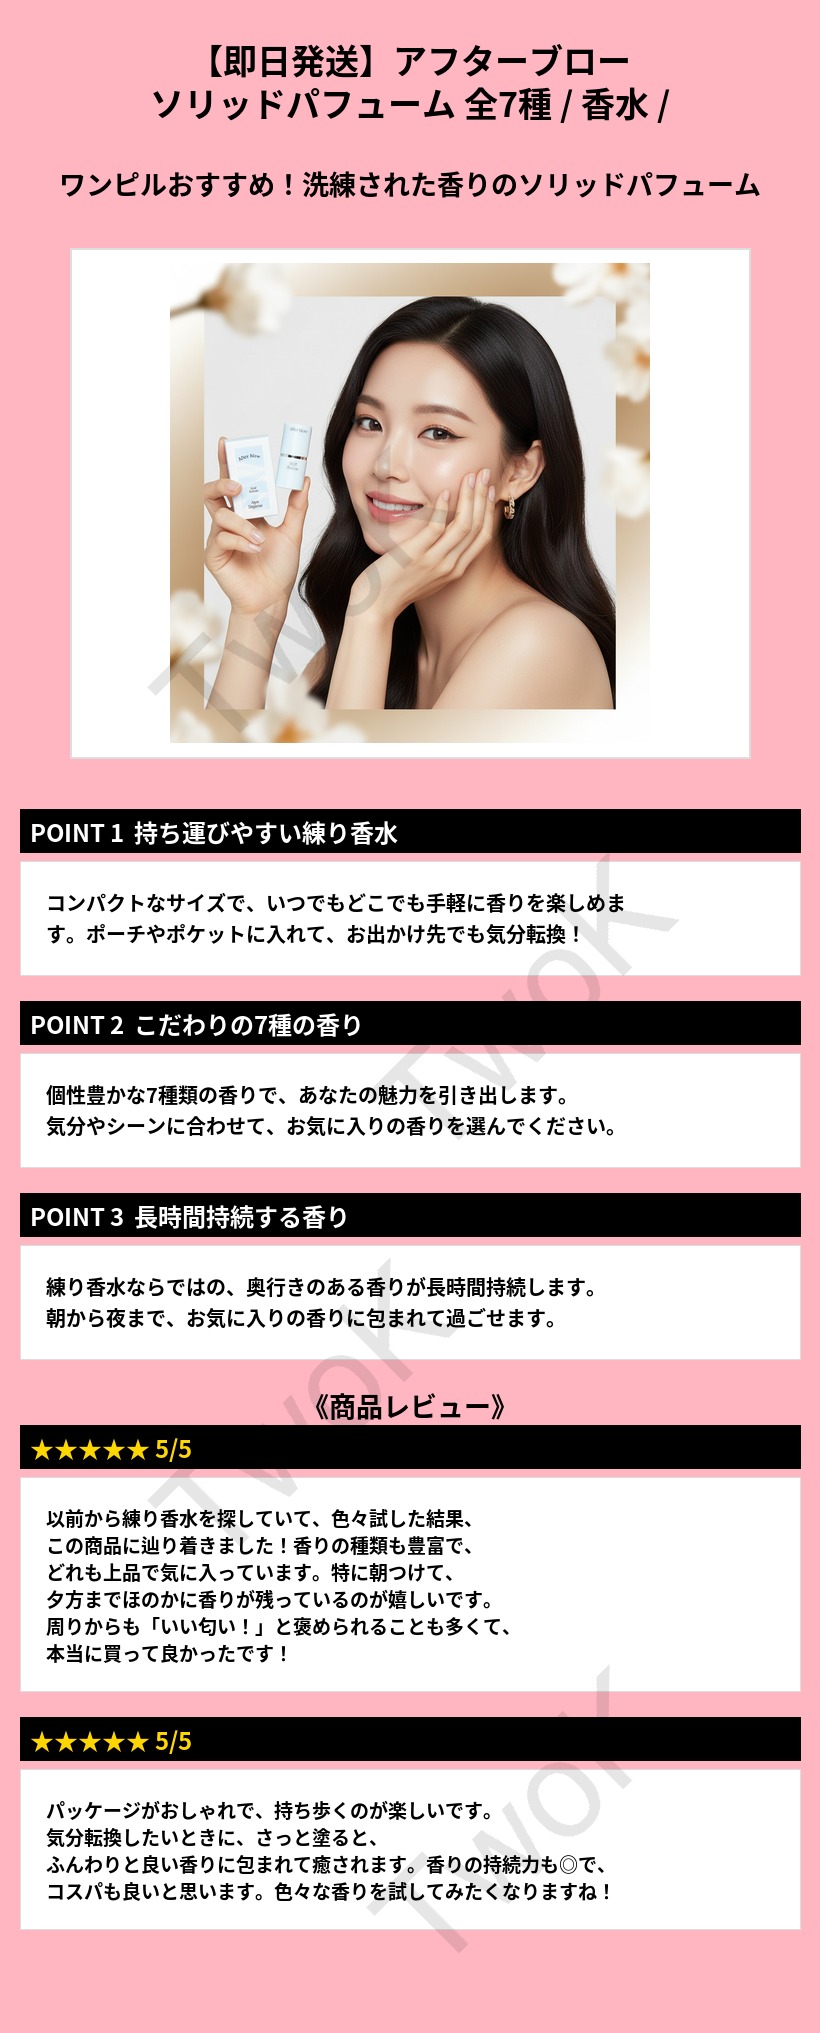 【即日発送】アフターブロー
ソリッドパフューム 全7種 / 香水 /
ワンピルおすすめ！洗練された香りのソリッドパフューム
After Blow
After Blow
TwoK
POINT 1 持ち運びやすい練り香水
コンパクトなサイズで、いつでもどこでも手軽に香りを楽しめま
す。ポーチやポケットに入れて、お出かけ先でも気分転換！
TwoK
POINT 2 こだわりの7種の香り
個性豊かな7種類の香りで、あなたの魅力を引き出します。
気分やシーンに合わせて、お気に入りの香りを選んでください。
POINT 3 長時間持続する香り
練り香水ならではの、奥行きのある香りが長時間持続します。
朝から夜まで、お気に入りの香りに包まれて過ごせます。
TwoK
《商品レビュー》
★★★★★ 5/5
以前から練り香水を探していて、色々試した結果、
この商品に辿り着きました！香りの種類も豊富で、
どれも上品で気に入っています。特に朝つけて、
夕方までほのかに香りが残っているのが嬉しいです。
周りからも「いい匂い！」と褒められることも多くて、
本当に買って良かったです！
★★★★★ 5/5
パッケージがおしゃれで、持ち歩くのが楽しいです。
気分転換したいときに、さっと塗ると、
ふんわりと良い香りに包まれて癒されます。香りの持続力も◎で、
コスパも良いと思います。色々な香りを試してみたくなりますね！
TwoK